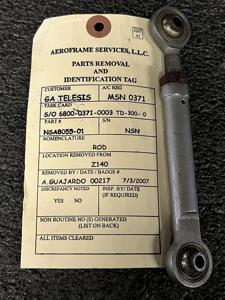 AEROFRAME SERVICES, L.L.C.
PARTS REMOVAL
AND
IDENTIFICATION TAG
CUSTOMER A/C REG
GA TELESIS MSN 0371
TASK CARD
S/O 6800-0371-0003 TD-300-0
P/N S/N
NSA8055-01 NSN
NOMENCLATURE
ROD
LOCATION REMOVED FROM
Z140
REMOVED BY / DATE / BADGE #
A.GUAJARDO 00217 7/3/2007
DISCREPANCY NOTED INSP. BY/ DATE
YES NO (IF REQUIRED)
NON ROUTINE NO (S) GENERATED
(LIST ON BACK)
ALL ITEMS CLEARED